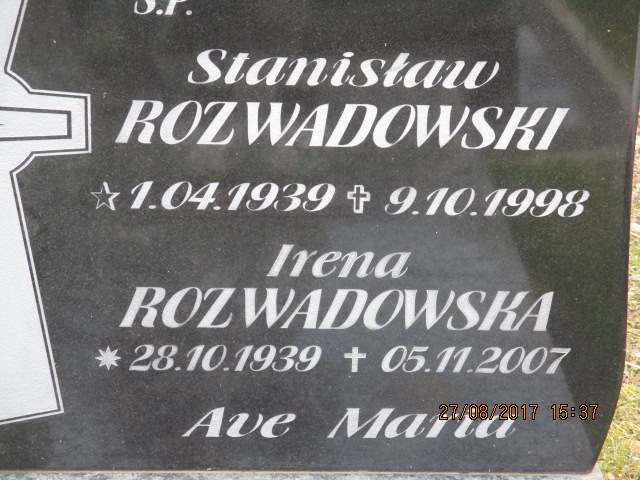 Ś.P.
Stanisław
ROZWADOWSKI
1.04.1939 ✝ 9.10.1998
Irena
ROZWADOWSKA
28.10.1939 ✝ 05.11.2007
Ave Maria
27/08/2017 15:37